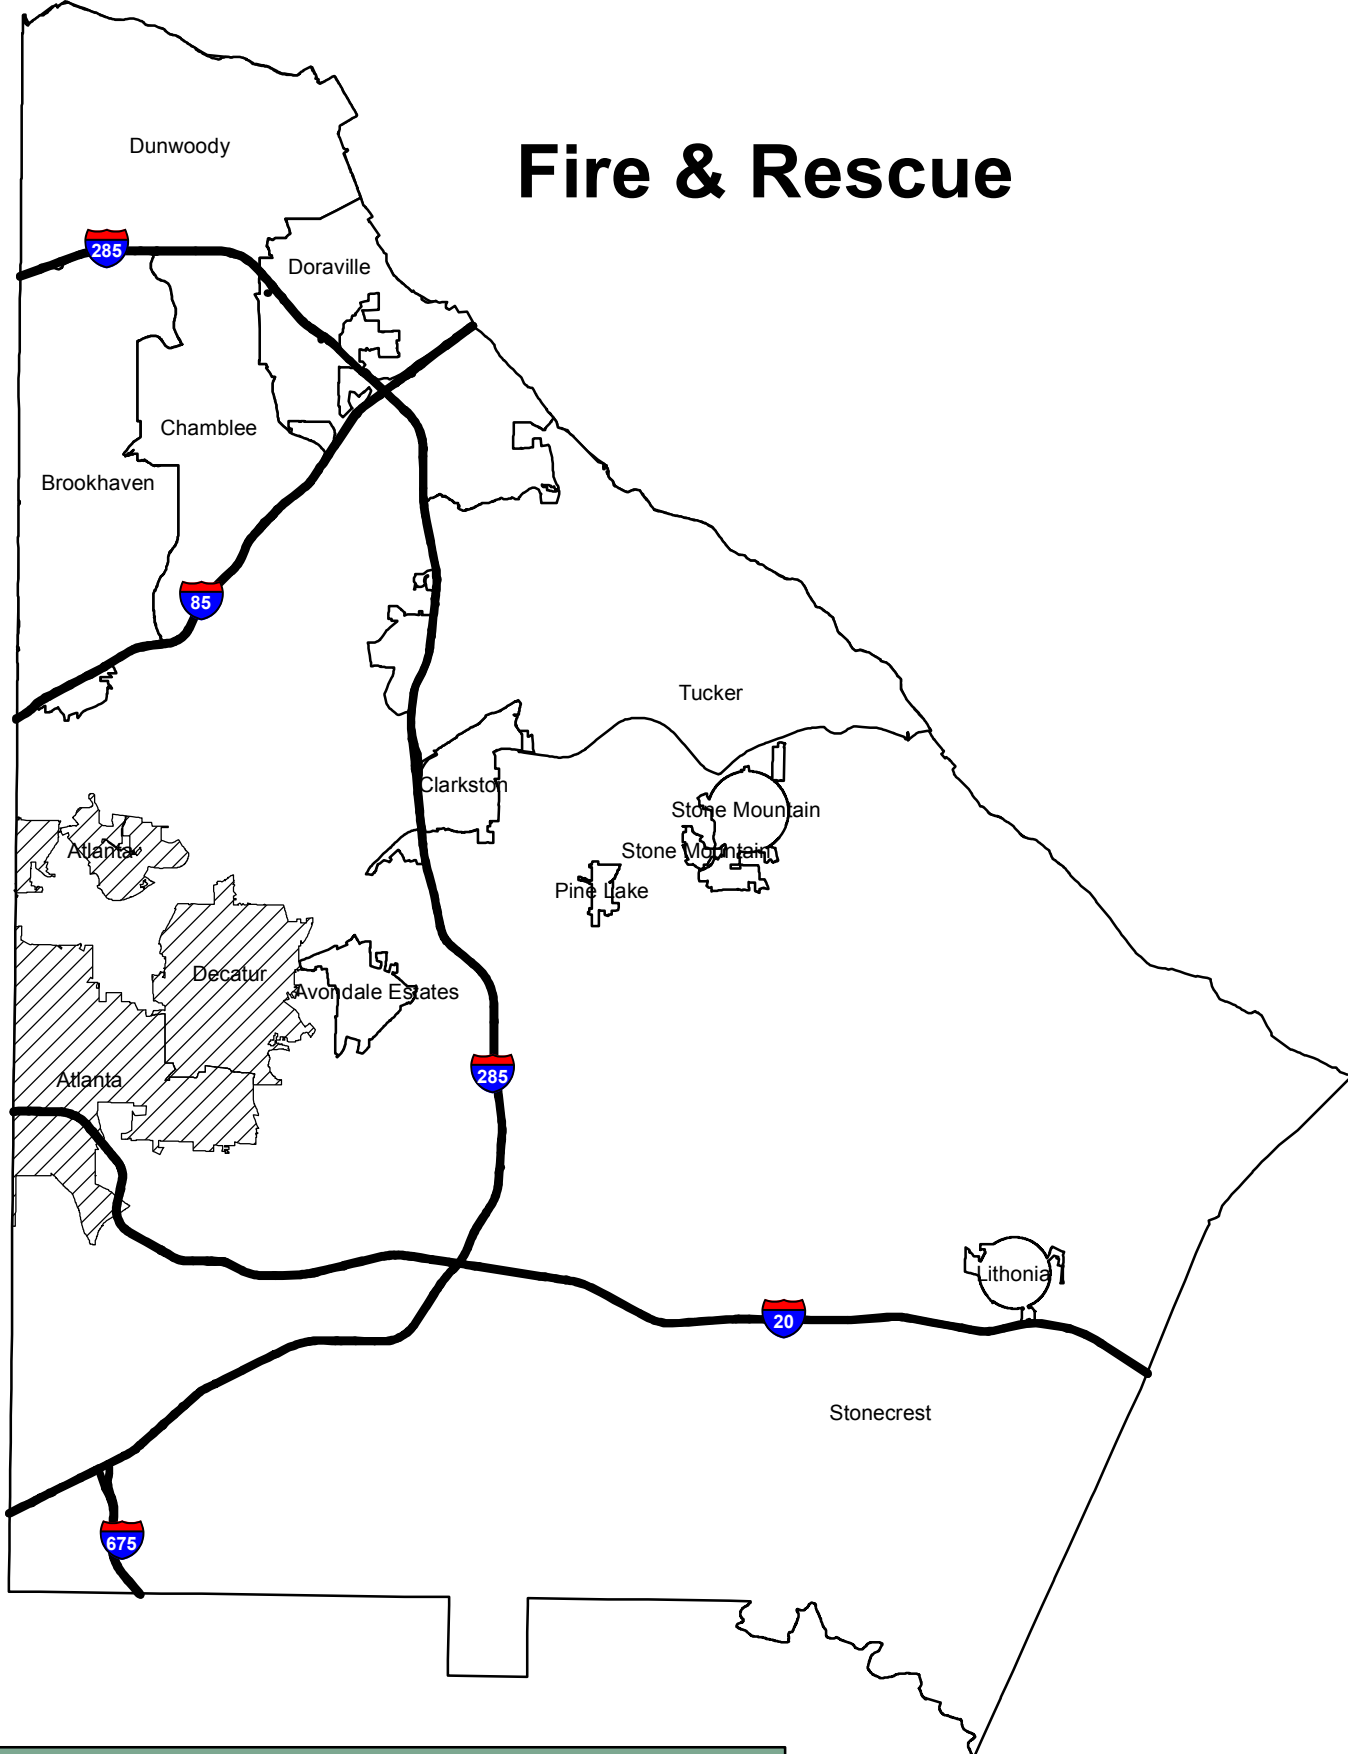 Dunwoody
Fire & Rescue
285
Doraville
Chamblee
Brookhaven
85
Tucker
Clarkston
Stone Mountain
Atlanta
Stone Mountain
Pine Lake
Decatur
Avondale Estates
Atlanta
285
Lithonia
20
Stonecrest
675